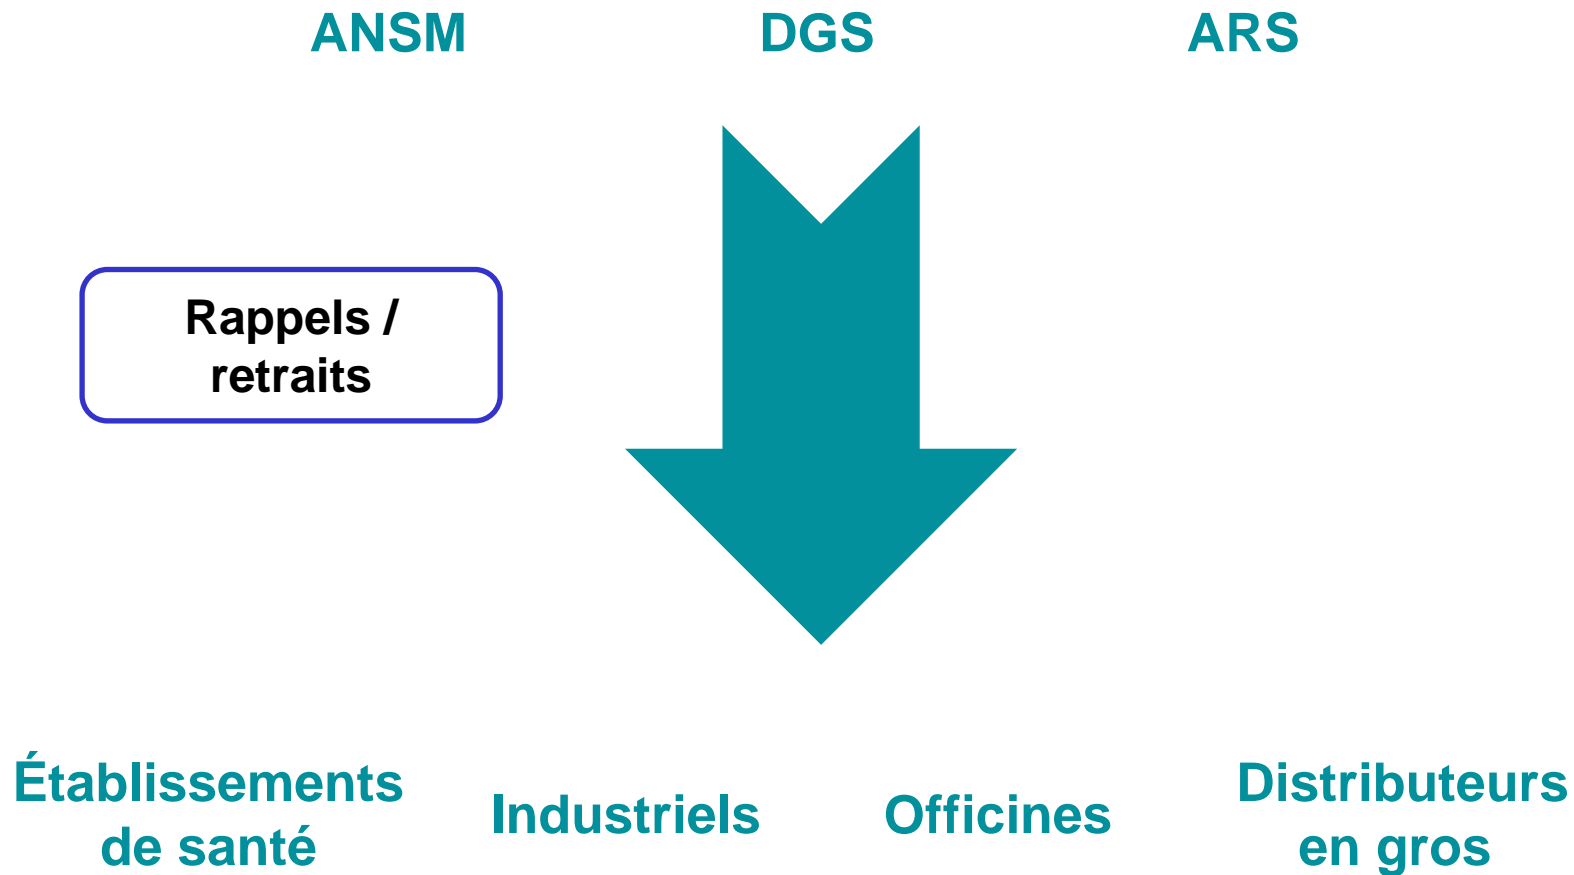 ANSM DGS ARS
Rappels /
retraits
Établissements
de santé
Industriels
Officines
Distributeurs
en gros